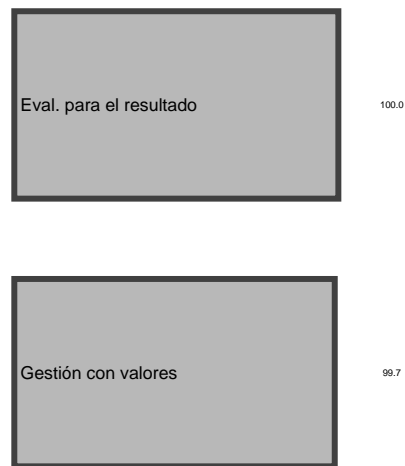 Eval. para el resultado
100.0
Gestión con valores
99.7